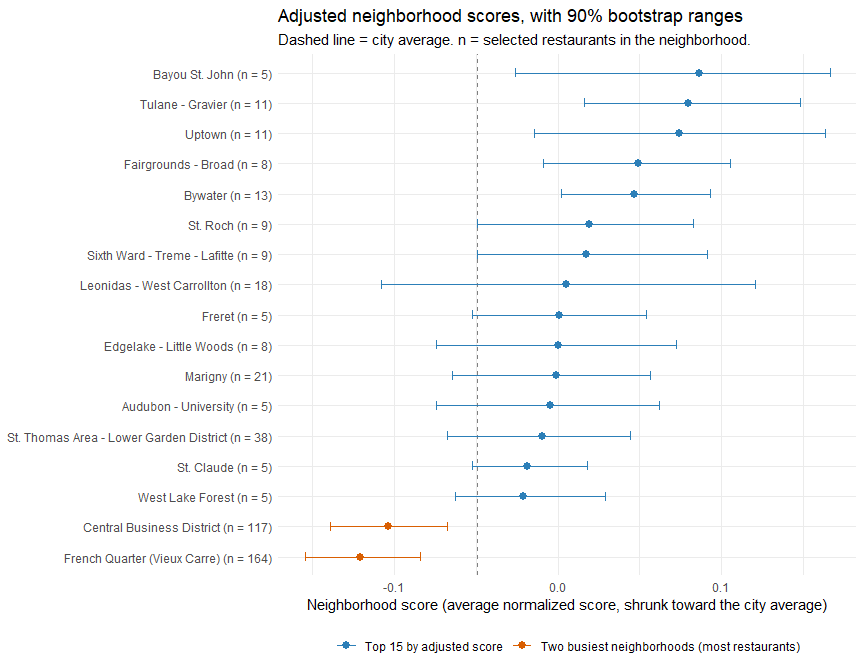 Adjusted neighborhood scores, with 90% bootstrap ranges
Dashed line = city average. n = selected restaurants in the neighborhood.
Bayou St. John (n = 5)
Tulane - Gravier (n = 11)
Uptown (n = 11)
Fairgrounds - Broad (n = 8)
Bywater (n = 13)
St. Roch (n = 9)
Sixth Ward - Treme - Lafitte (n = 9)
Leonidas - West Carrollton (n = 18)
Freret (n = 5)
Edgelake - Little Woods (n = 8)
Marigny (n = 21)
Audubon - University (n = 5)
St. Thomas Area - Lower Garden District (n = 38)
St. Claude (n = 5)
West Lake Forest (n = 5)
Central Business District (n = 117)
French Quarter (Vieux Carre) (n = 164)
-0.1 0.0 0.1
Neighborhood score (average normalized score, shrunk toward the city average)
Top 15 by adjusted score Two busiest neighborhoods (most restaurants)